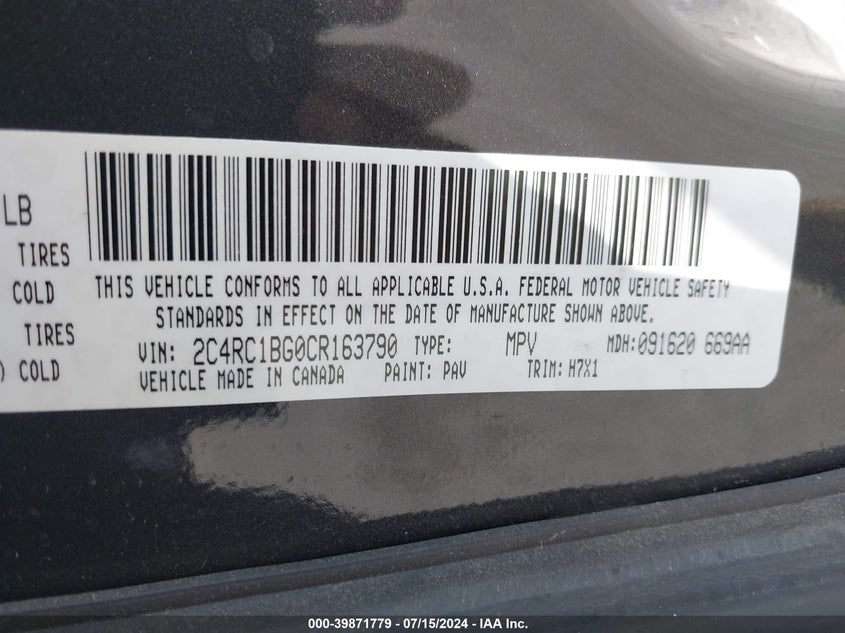 LB
TIRES
COLD
TIRES
) COLD
THIS VEHICLE CONFORMS TO ALL APPLICABLE U.S.A. FEDERAL MOTOR VEHICLE SAFETY
STANDARDS IN EFFECT ON THE DATE OF MANUFACTURE SHOWN ABOVE.
VIN: 2C4RC1BG0CR163790 TYPE: MPV MDH: 091620 669AA
VEHICLE MADE IN CANADA PAINT: PAV TRIM: H7X1
000-39871779 - 07/15/2024 - IAA Inc.